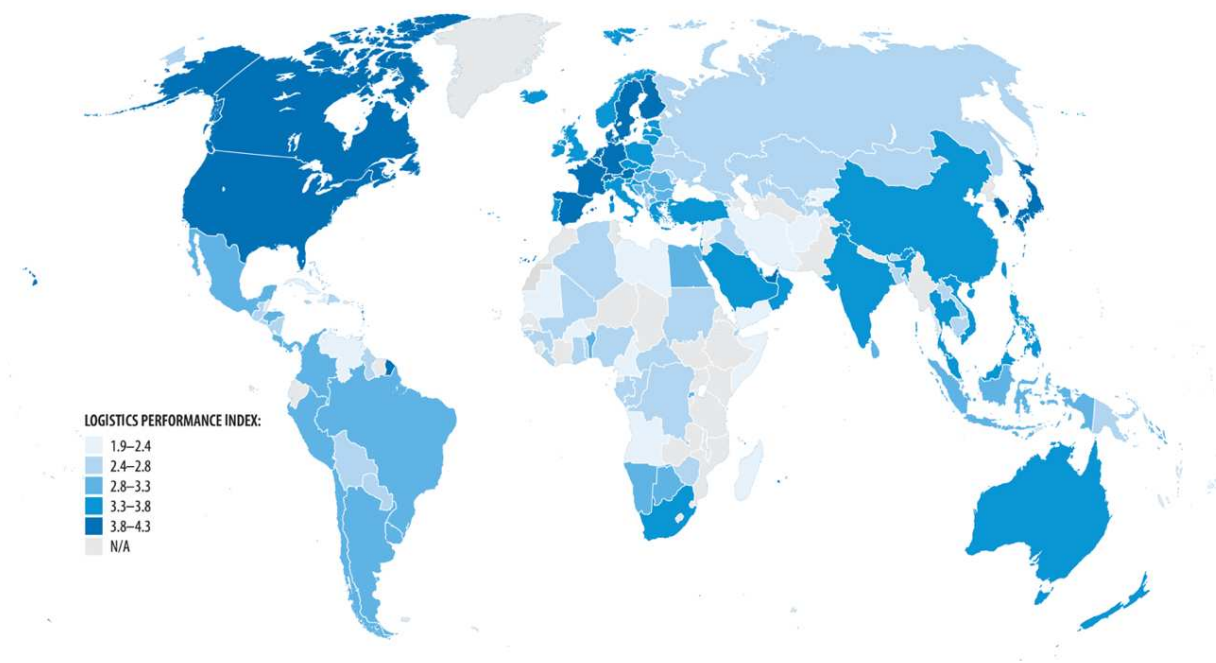 LOGISTICS PERFORMANCE INDEX:
1.9–2.4
2.4–2.8
2.8–3.3
3.3–3.8
3.8–4.3
N/A